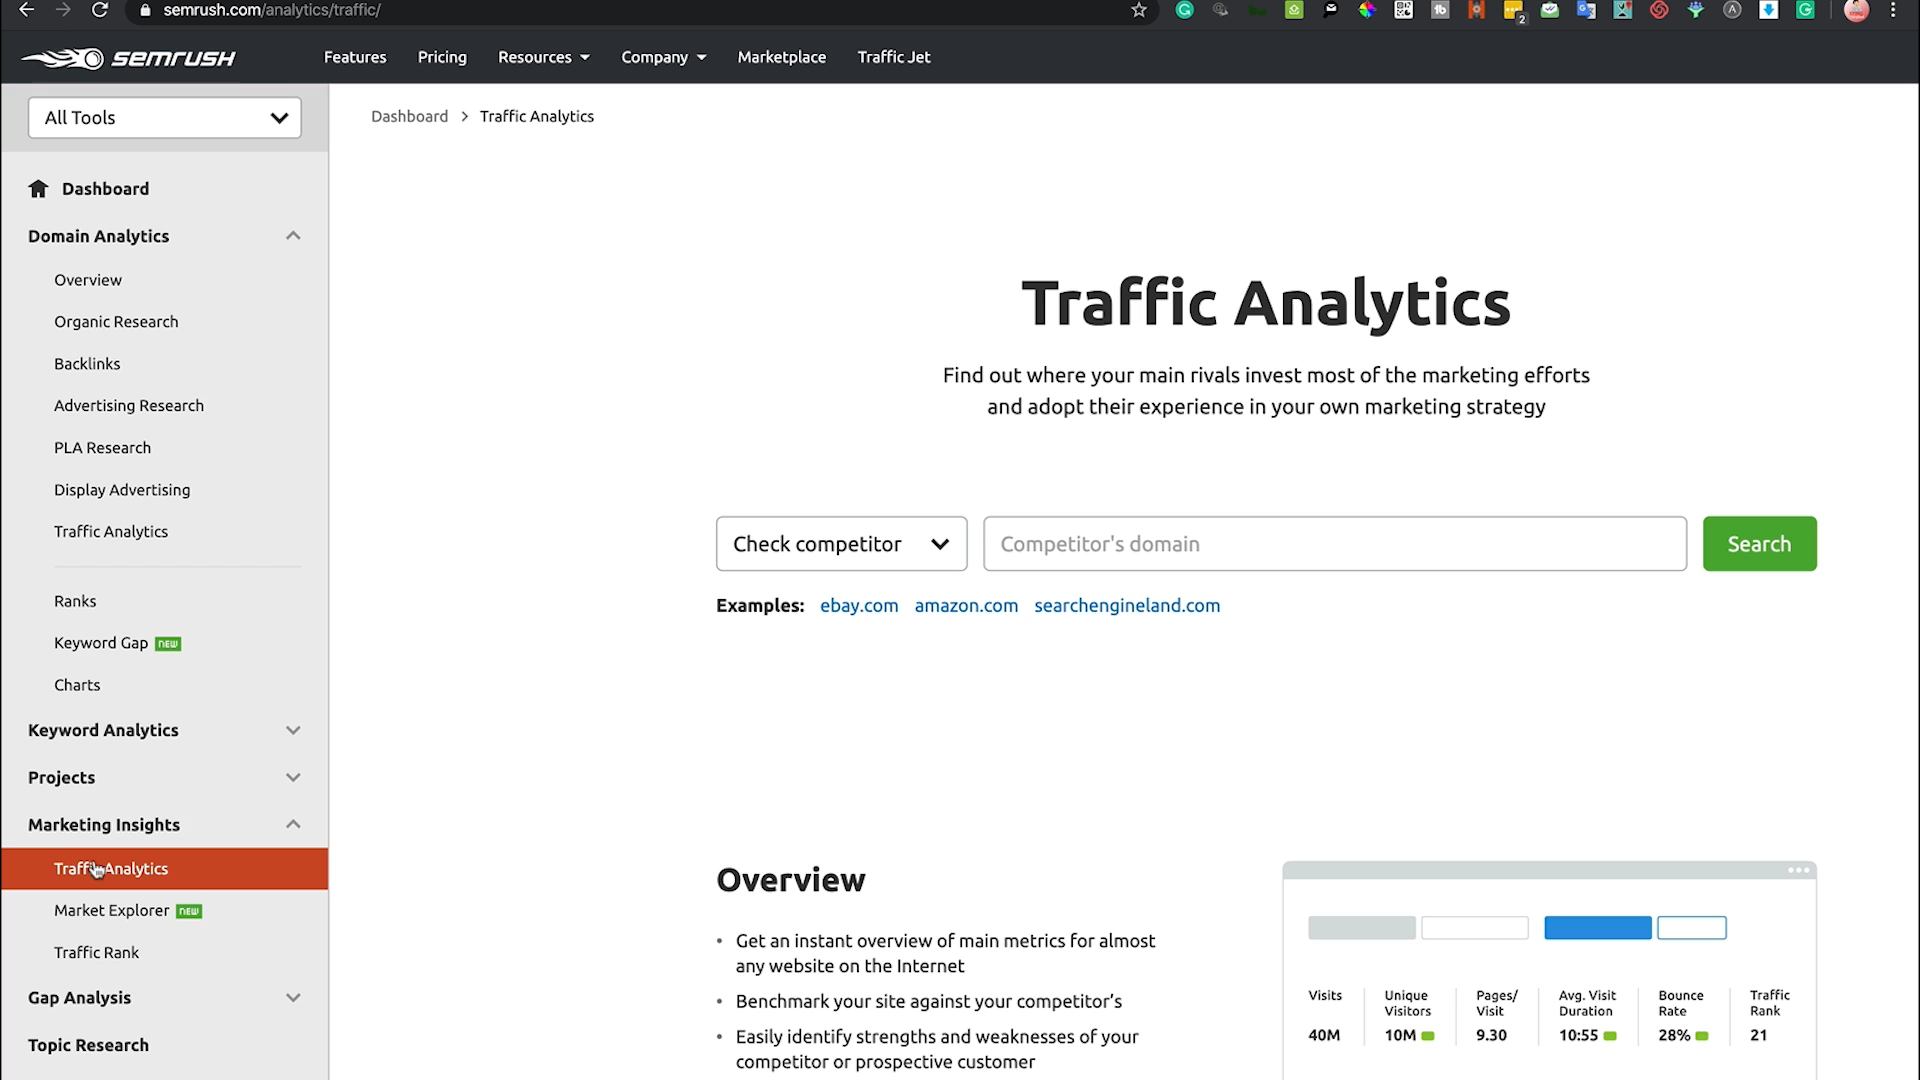 semrush.com/analytics/traffic/
2
SEMRUSH
Features Pricing Resources Company Marketplace Traffic Jet
All Tools
Dashboard > Traffic Analytics
Dashboard
Domain Analytics
Overview
Organic Research
Backlinks
Advertising Research
PLA Research
Display Advertising
Traffic Analytics
Ranks
Keyword Gap NEW
Charts
Keyword Analytics
Projects
Marketing Insights
Traffic Analytics
Market Explorer NEW
Traffic Rank
Gap Analysis
Topic Research
Traffic Analytics
Find out where your main rivals invest most of the marketing efforts
and adopt their experience in your own marketing strategy
Check competitor
Competitor's domain
Search
Examples: ebay.com amazon.com searchengineland.com
Overview
• Get an instant overview of main metrics for almost
any website on the Internet
• Benchmark your site against your competitor's
• Easily identify strengths and weaknesses of your
competitor or prospective customer
Visits
40M
Unique
Visitors
10M
Pages/
Visit
9.30
Avg. Visit
Duration
10:55
Bounce
Rate
28%
Traffic
Rank
21